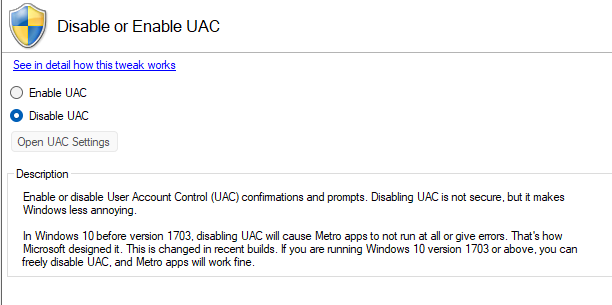 Disable or Enable UAC
See in detail how this tweak works
Enable UAC
Disable UAC
Open UAC Settings
Description
Enable or disable User Account Control (UAC) confirmations and prompts. Disabling UAC is not secure, but it makes
Windows less annoying.
In Windows 10 before version 1703, disabling UAC will cause Metro apps to not run at all or give errors. That's how
Microsoft designed it. This is changed in recent builds. If you are running Windows 10 version 1703 or above, you can
freely disable UAC, and Metro apps will work fine.